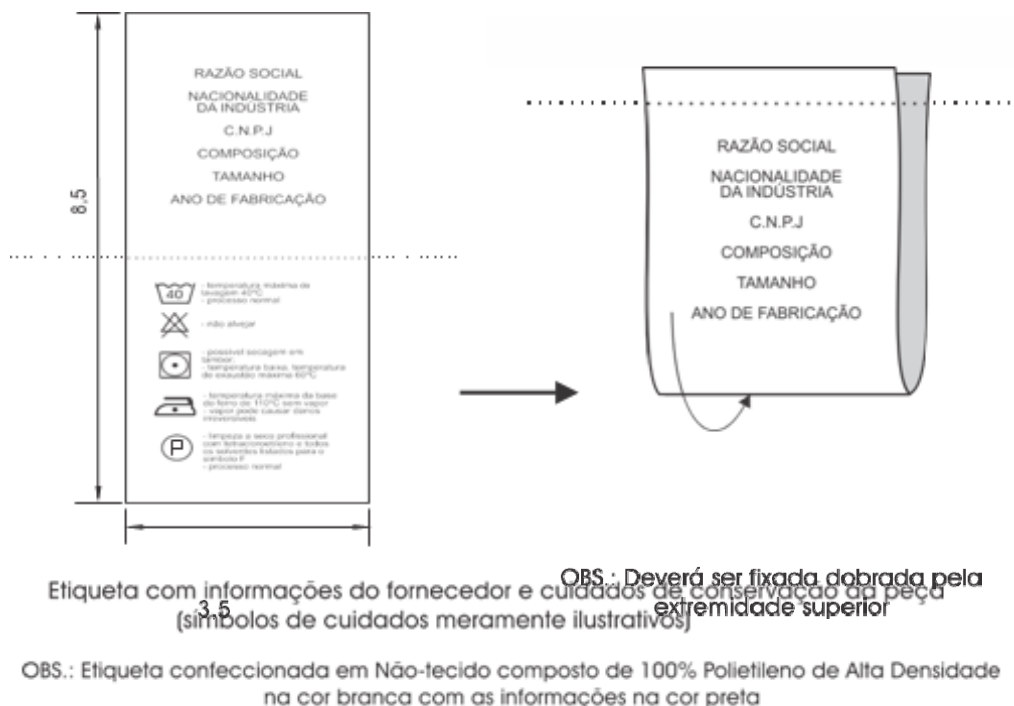 RAZÃO SOCIAL
NACIONALIDADE
DA INDÚSTRIA
C.N.P.J
COMPOSIÇÃO
TAMANHO
ANO DE FABRICAÇÃO
8,5
40
- temperatura máxima de
lavagem 40ºC
- processo normal
- não alvejar
- possível secagem em
tambor.
- temperatura baixa. temperatura
de exaustão máxima 60ºC
- temperatura máxima da base
do ferro de 110ºC sem vapor
- vapor pode causar danos
irreversíveis
P
- limpeza a seco profissional
com tetracloroetileno e todos
os solventes listados para o
símbolo F
- processo normal
3,5
RAZÃO SOCIAL
NACIONALIDADE
DA INDÚSTRIA
C.N.P.J
COMPOSIÇÃO
TAMANHO
ANO DE FABRICAÇÃO
OBS.: Deverá ser fixada dobrada pela
extremidade superior
Etiqueta com informações do fornecedor e cuidados de conservação da peça
(símbolos de cuidados meramente ilustrativos)
OBS.: Etiqueta confeccionada em Não-tecido composto de 100% Polietileno de Alta Densidade
na cor branca com as informações na cor preta